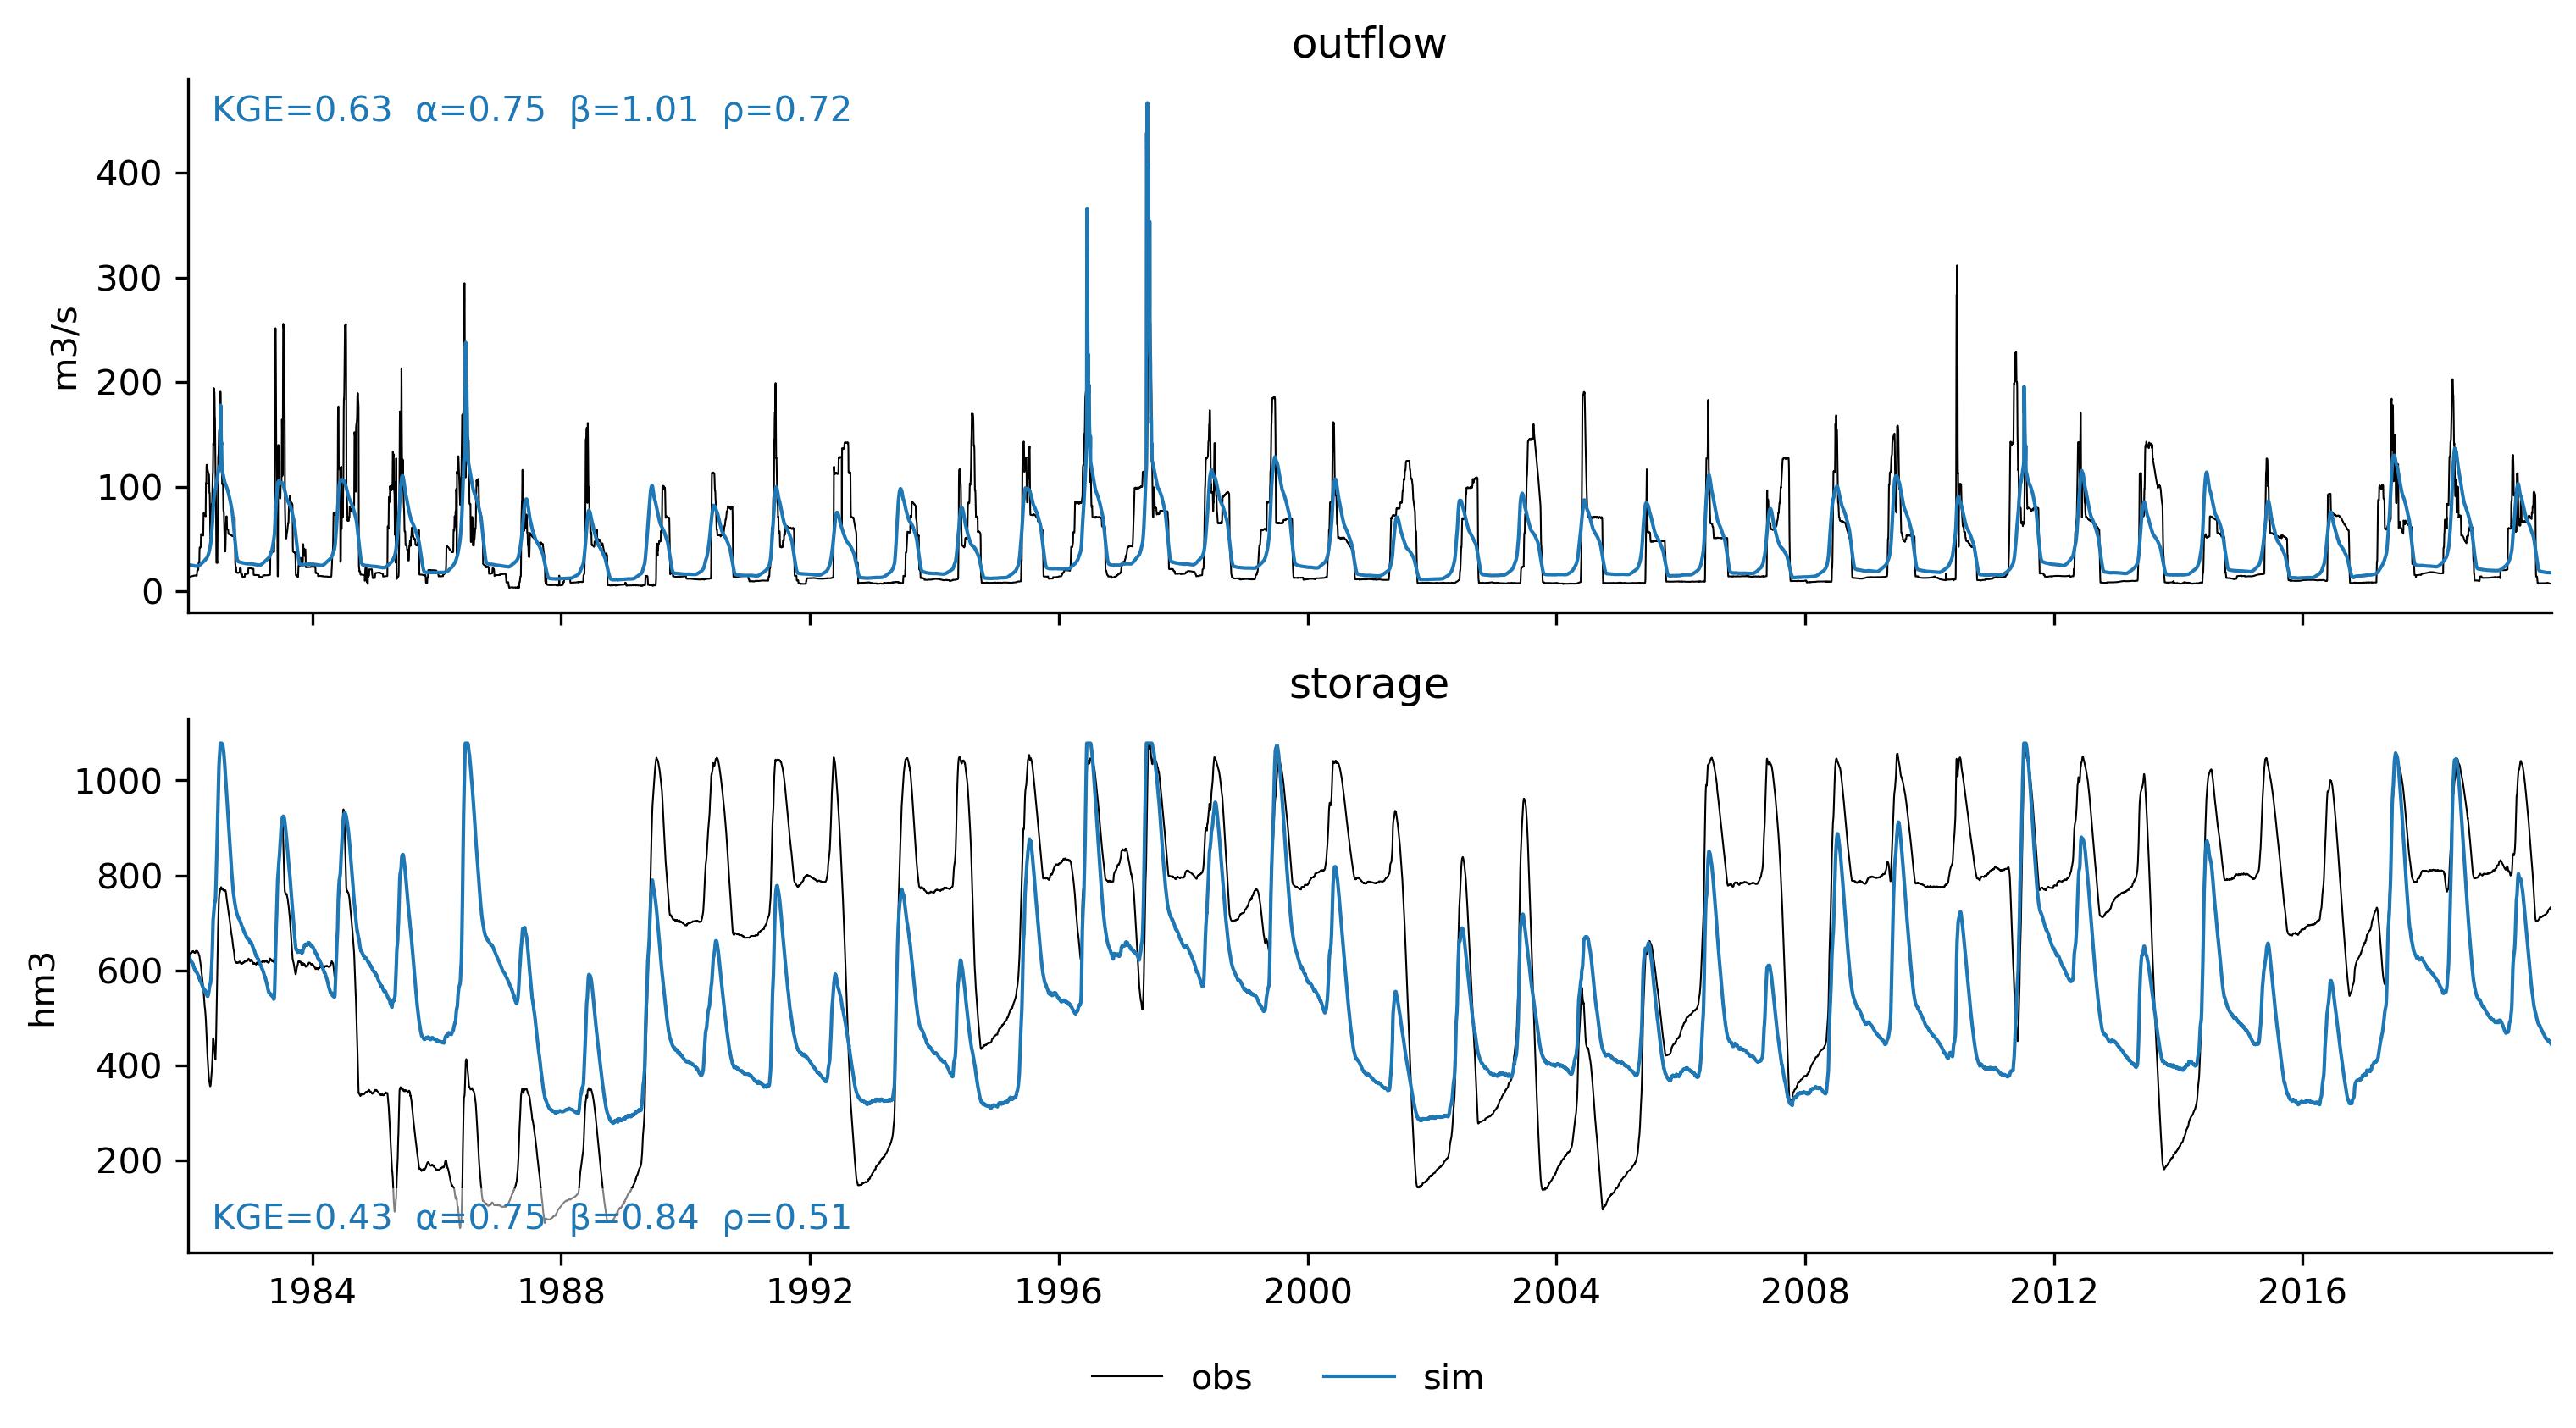 outflow
KGE=0.63 α=0.75 β=1.01 ρ=0.72
400
300
200
100
0
m3/s
storage
1000
800
600
400
200
hm3
KGE=0.43 α=0.75 β=0.84 ρ=0.51
1984 1988 1992 1996 2000 2004 2008 2012 2016
obs sim